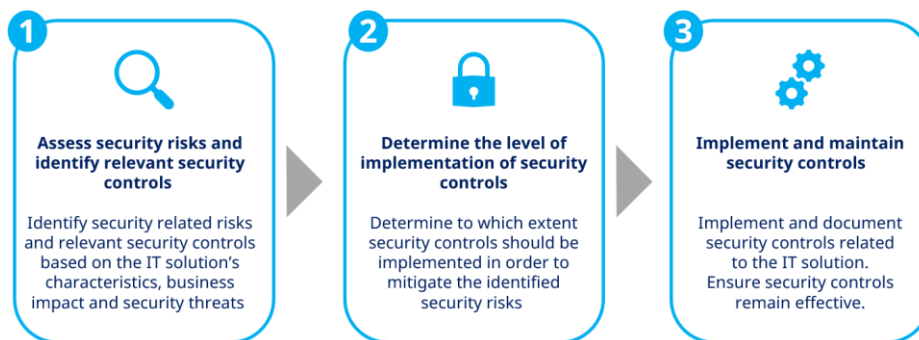 1
Assess security risks and
identify relevant security
controls
Identify security related risks
and relevant security controls
based on the IT solution's
characteristics, business
impact and security threats
2
Determine the level of
implementation of security
controls
Determine to which extent
security controls should be
implemented in order to
mitigate the identified
security risks
3
Implement and maintain
security controls
Implement and document
security controls related
to the IT solution.
Ensure security controls
remain effective.